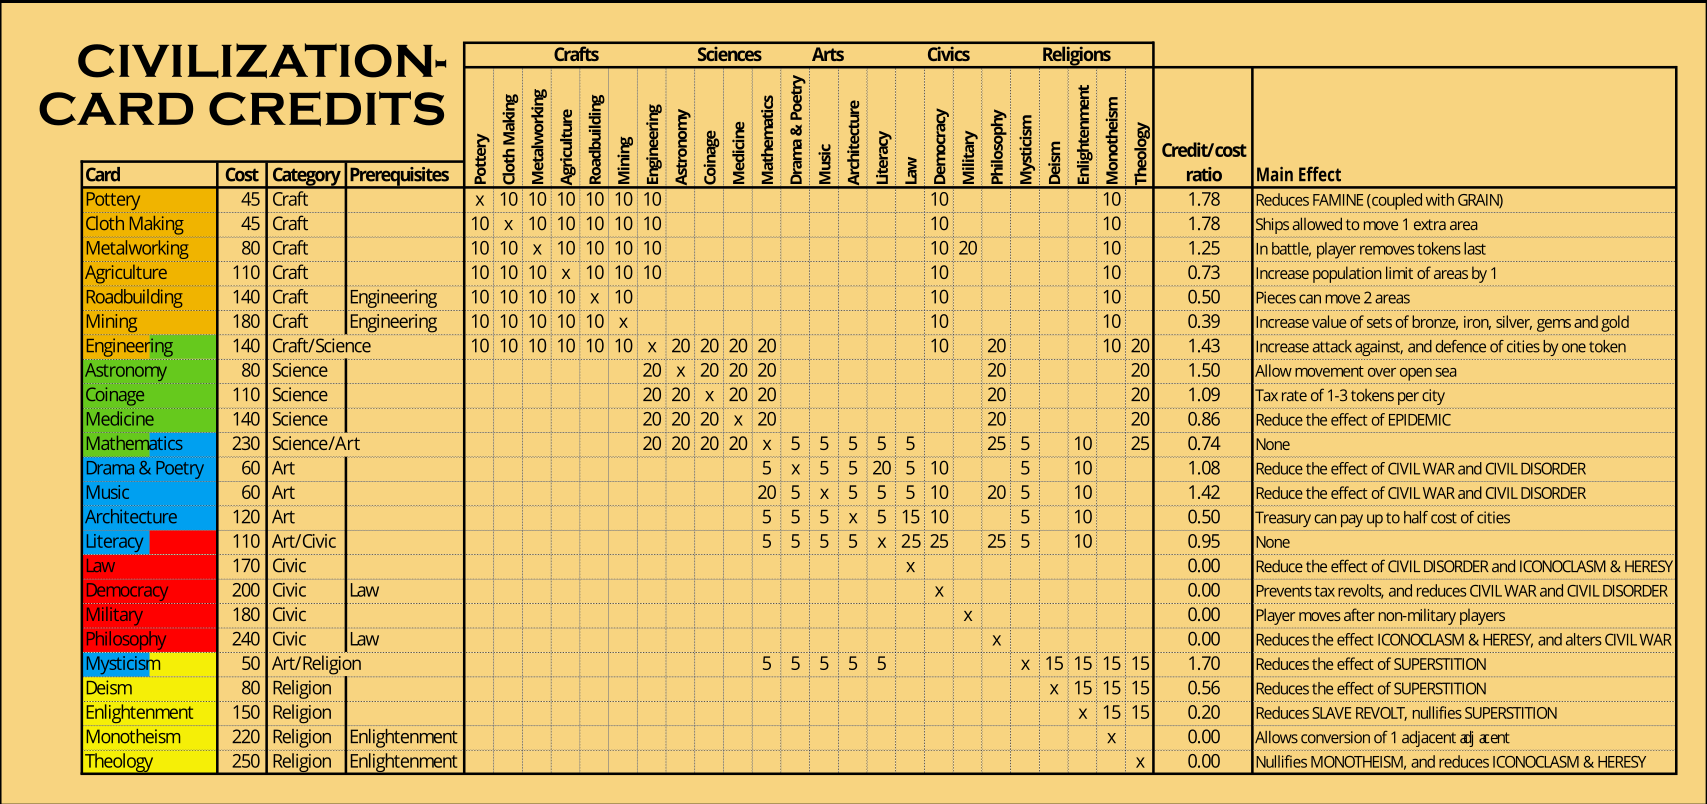 CIVILIZATION-
CARD CREDITS
Crafts Sciences Arts Civics Religions
Card Cost Category Prerequisites Pottery Cloth Making Metalworking Agriculture Roadbuilding Mining Engineering Astronomy Coinage Medicine Mathematics Drama & Poetry Music Architecture Literacy Law Democracy Military Philosophy Mysticism Deism Enlightenment Monotheism Theology Credit/cost ratio Main Effect
Pottery 45 Craft x 10 10 10 10 10 10 10 10 1.78 Reduces FAMINE (coupled with GRAIN)
Cloth Making 45 Craft 10 x 10 10 10 10 10 10 10 1.78 Ships allowed to move 1 extra area
Metalworking 80 Craft 10 10 x 10 10 10 10 10 20 10 1.25 In battle, player removes tokens last
Agriculture 110 Craft 10 10 10 x 10 10 10 10 10 0.73 Increase population limit of areas by 1
Roadbuilding 140 Craft Engineering 10 10 10 10 x 10 10 10 0.50 Pieces can move 2 areas
Mining 180 Craft Engineering 10 10 10 10 10 x 10 10 0.39 Increase value of sets of bronze, iron, silver, gems and gold
Engineering 140 Craft/Science 10 10 10 10 10 10 x 20 20 20 20 10 20 10 20 1.43 Increase attack against, and defence of cities by one token
Astronomy 80 Science 20 x 20 20 20 20 20 1.50 Allow movement over open sea
Coinage 110 Science 20 20 x 20 20 20 20 1.09 Tax rate of 1-3 tokens per city
Medicine 140 Science 20 20 20 x 20 20 20 0.86 Reduce the effect of EPIDEMIC
Mathematics 230 Science/Art 20 20 20 20 x 5 5 5 5 5 25 5 10 25 0.74 None
Drama & Poetry 60 Art 5 x 5 5 20 5 10 5 10 1.08 Reduce the effect of CIVIL WAR and CIVIL DISORDER
Music 60 Art 20 5 x 5 5 5 10 20 5 10 1.42 Reduce the effect of CIVIL WAR and CIVIL DISORDER
Architecture 120 Art 5 5 5 x 5 15 10 5 10 0.50 Treasury can pay up to half cost of cities
Literacy 110 Art/Civic 5 5 5 5 x 25 25 25 5 10 0.95 None
Law 170 Civic x 0.00 Reduce the effect of CIVIL DISORDER and ICONOCLASM & HERESY
Democracy 200 Civic Law x 0.00 Prevents tax revolts, and reduces CIVIL WAR and CIVIL DISORDER
Military 180 Civic x 0.00 Player moves after non-military players
Philosophy 240 Civic Law x 0.00 Reduces the effect ICONOCLASM & HERESY, and alters CIVIL WAR
Mysticism 50 Art/Religion 5 5 5 5 5 x 15 15 15 15 1.70 Reduces the effect of SUPERSTITION
Deism 80 Religion x 15 15 15 0.56 Reduces the effect of SUPERSTITION
Enlightenment 150 Religion x 15 15 0.20 Reduces SLAVE REVOLT, nullifies SUPERSTITION
Monotheism 220 Religion Enlightenment x 0.00 Allows conversion of 1 adjacent adj acent
Theology 250 Religion Enlightenment x 0.00 Nullifies MONOTHEISM, and reduces ICONOCLASM & HERESY